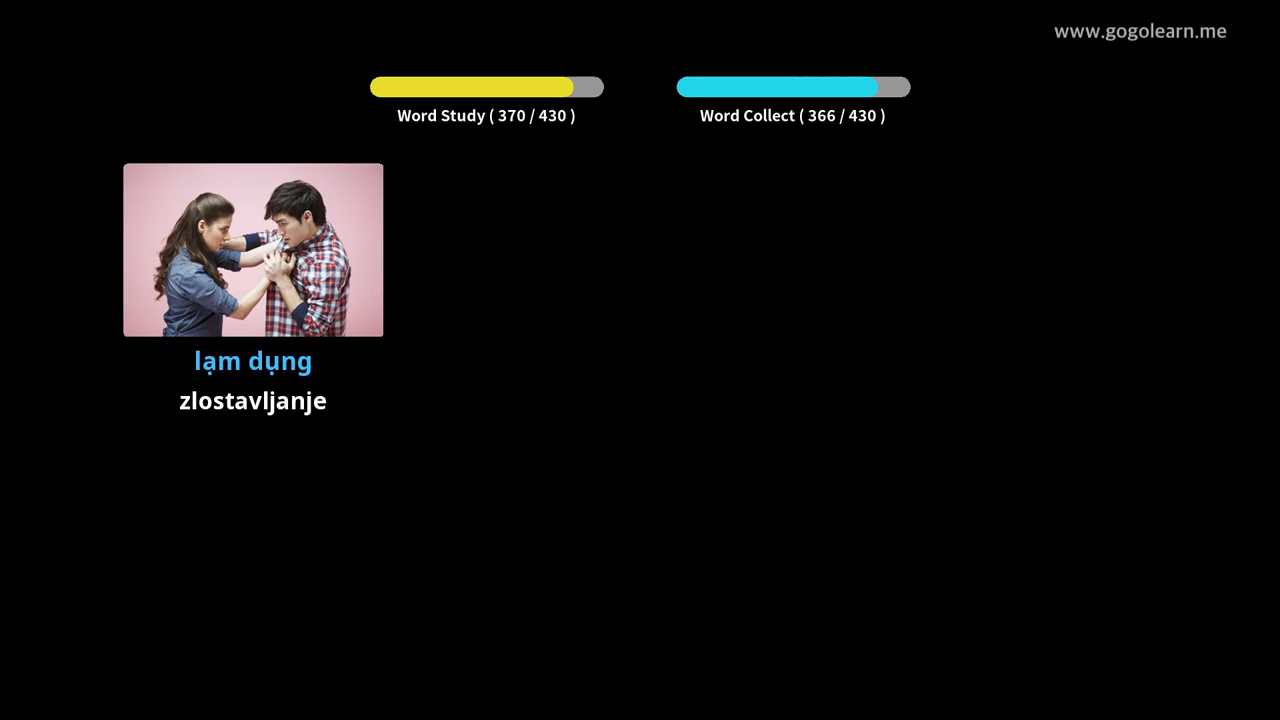 www.gogolearn.me
Word Study ( 370 / 430 )
Word Collect ( 366 / 430 )
lạm dụng
zlostavljanje